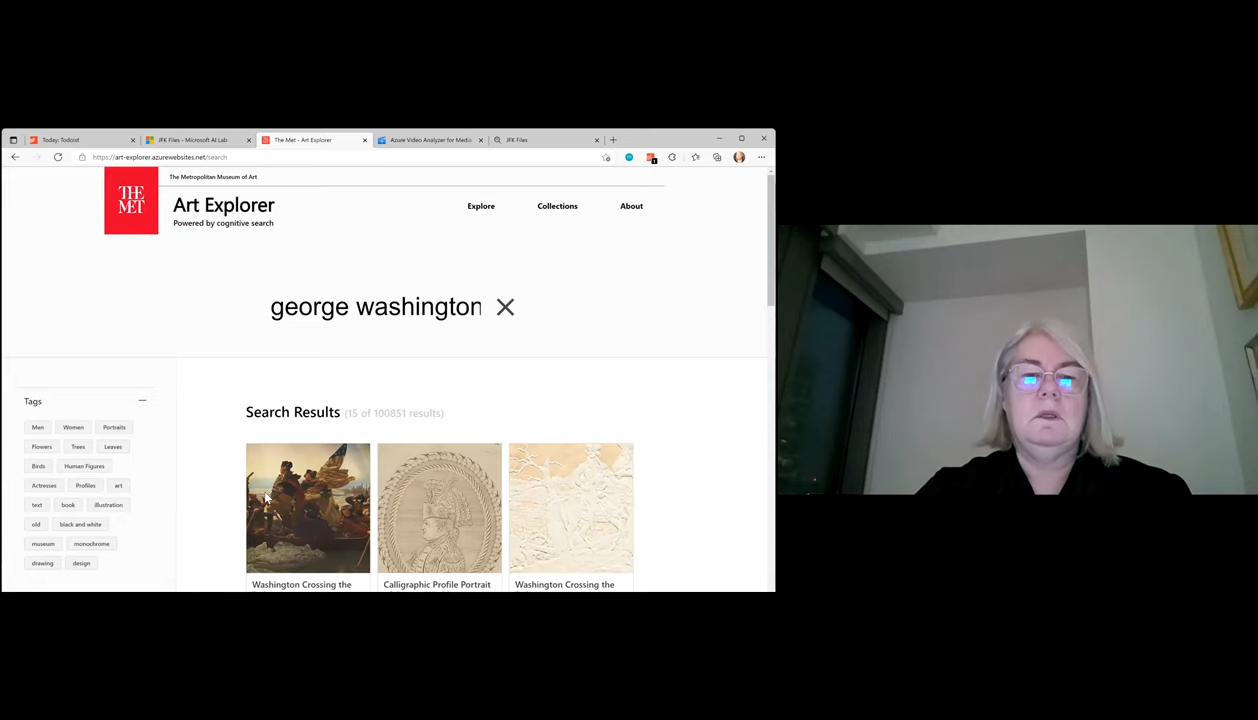 Today: Todoist
JFK Files - Microsoft AI Lab
The Met - Art Explorer
Azure Video Analyzer for Media
JFK Files
https://art-explorer.azurewebsites.net/search
THE
MET
The Metropolitan Museum of Art
Art Explorer
Powered by cognitive search
Explore
Collections
About
george washington
Tags
Men Women Portraits
Flowers Trees Leaves
Birds Human Figures
Actresses Profiles art
text book illustration
old black and white
museum monochrome
drawing design
Search Results (15 of 100851 results)
Washington Crossing the
Calligraphic Profile Portrait
Washington Crossing the